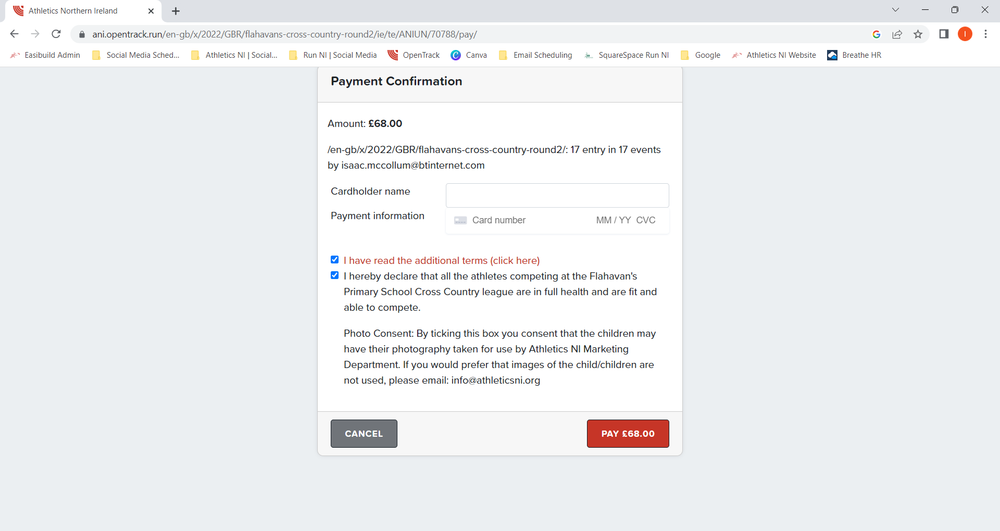 Athletics Northern Ireland
ani.opentrack.run/en-gb/x/2022/GBR/flahavans-cross-country-round2/ie/te/ANIUN/70788/pay/
I
Easibuild Admin
Social Media Sched...
Athletics NI | Social...
Run NI | Social Media
OpenTrack
Canva
Email Scheduling
SquareSpace Run NI
Google
Athletics NI Website
Breathe HR
Payment Confirmation
Amount: £68.00
/en-gb/x/2022/GBR/flahavans-cross-country-round2/: 17 entry in 17 events
by isaac.mccollum@btinternet.com
Cardholder name
Payment information
Card number MM / YY CVC
I have read the additional terms (click here)
I hereby declare that all the athletes competing at the Flahavan's
Primary School Cross Country league are in full health and are fit and
able to compete.
Photo Consent: By ticking this box you consent that the children may
have their photography taken for use by Athletics NI Marketing
Department. If you would prefer that images of the child/children are
not used, please email: info@athleticsni.org
CANCEL
PAY £68.00